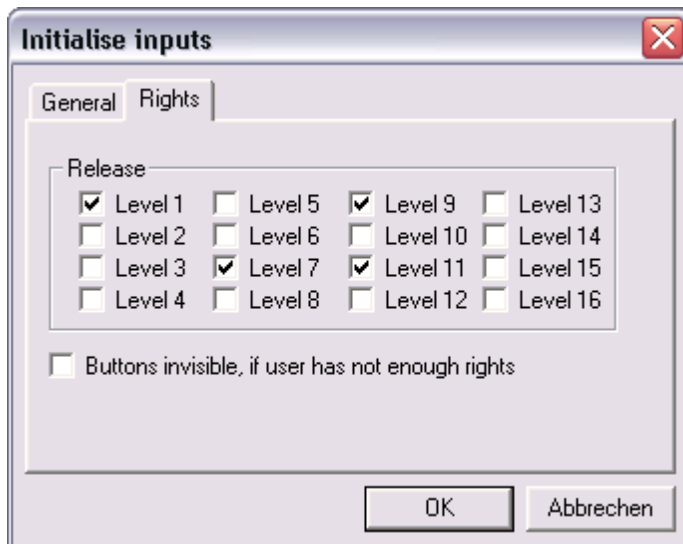 Initialise inputs
General Rights
Release
Level 1 Level 5 Level 9 Level 13
Level 2 Level 6 Level 10 Level 14
Level 3 Level 7 Level 11 Level 15
Level 4 Level 8 Level 12 Level 16
Buttons invisible, if user has not enough rights
OK Abbrechen